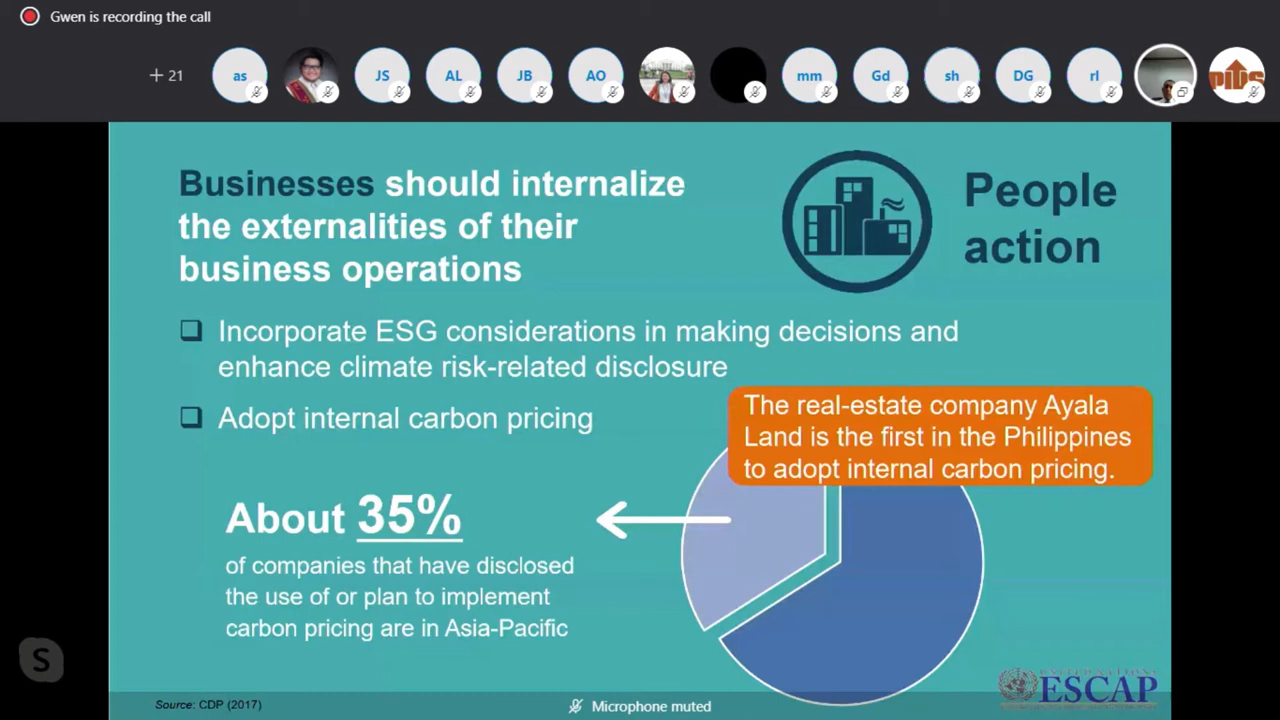 Gwen is recording the call
+ 21
as
JS
AL
JB
AO
mm
Gd
sh
DG
rl
PIDS
Businesses should internalize
the externalities of their
business operations
People
action
Incorporate ESG considerations in making decisions and
enhance climate risk-related disclosure
Adopt internal carbon pricing
The real-estate company Ayala
Land is the first in the Philippines
to adopt internal carbon pricing.
About 35%
of companies that have disclosed
the use of or plan to implement
carbon pricing are in Asia-Pacific
S
UNITED NATIONS
ESCAP
Source: CDP (2017)
Microphone muted